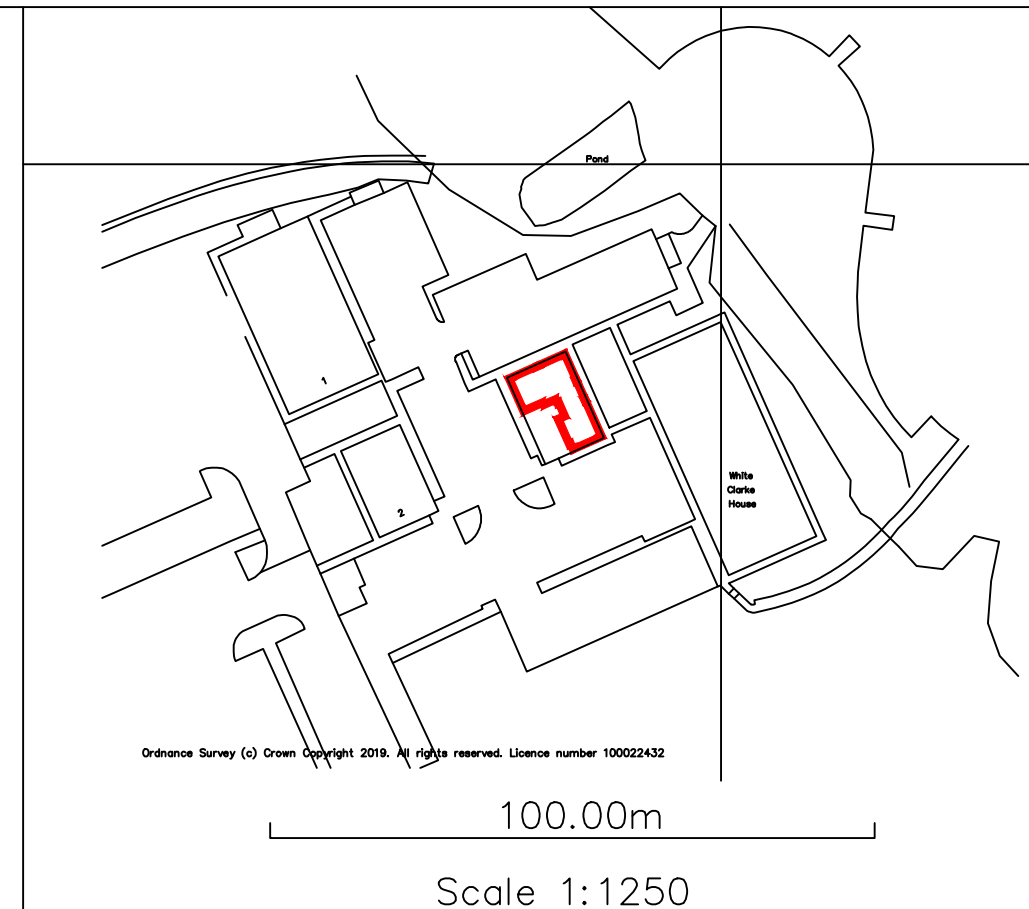 Pond
1
White
Clarke
House
2
Ordnance Survey (c) Crown Copyright 2019. All rights reserved. Licence number 100022432
100.00m
Scale 1:1250